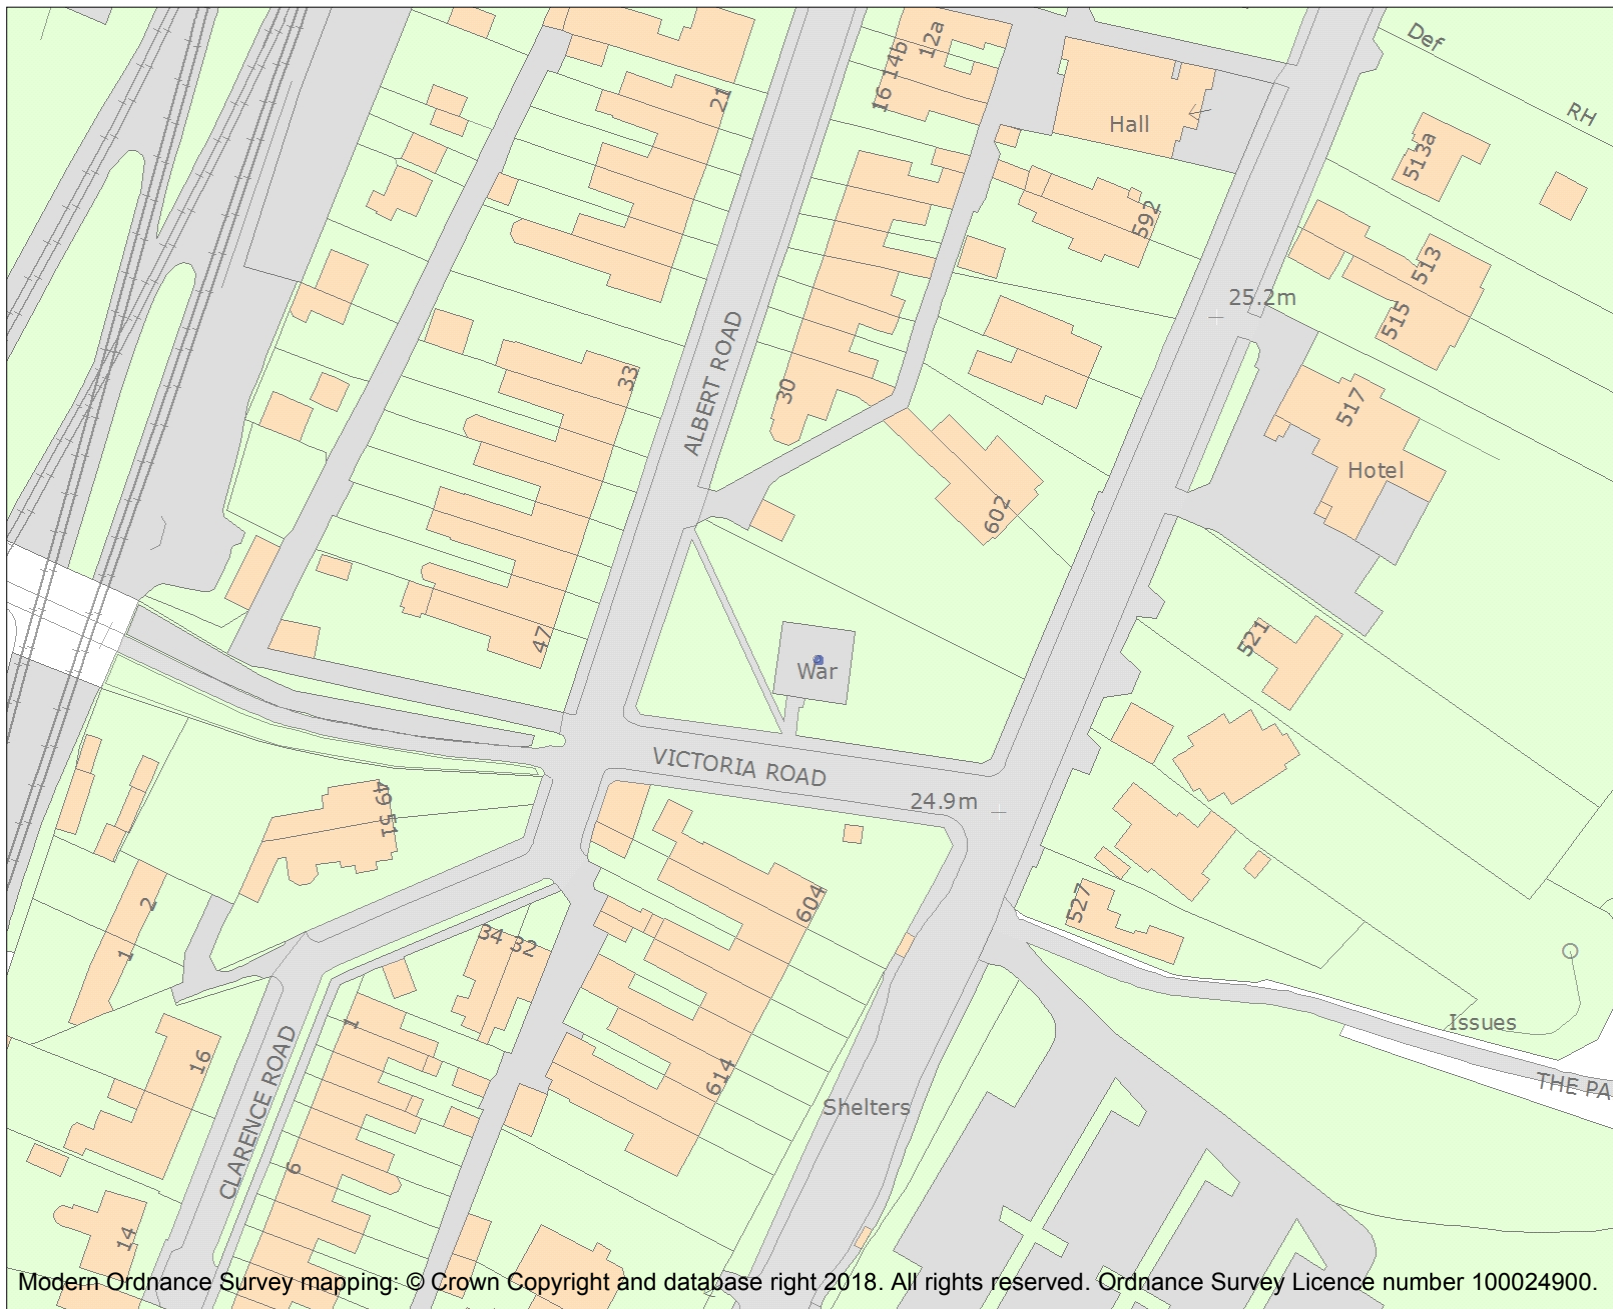 Def
12a
14b
16
21
Hall
RH
513a
592
513
25.2m
515
33
ALBERT ROAD
30
517
Hotel
602
47
521
War
VICTORIA ROAD
24.9m
49 51
604
527
2
34 32
1
1
Issues
16
614
THE PA
Shelters
CLARENCE ROAD
6
14
Modern Ordnance Survey mapping: © Crown Copyright and database right 2018. All rights reserved. Ordnance Survey Licence number 100024900.